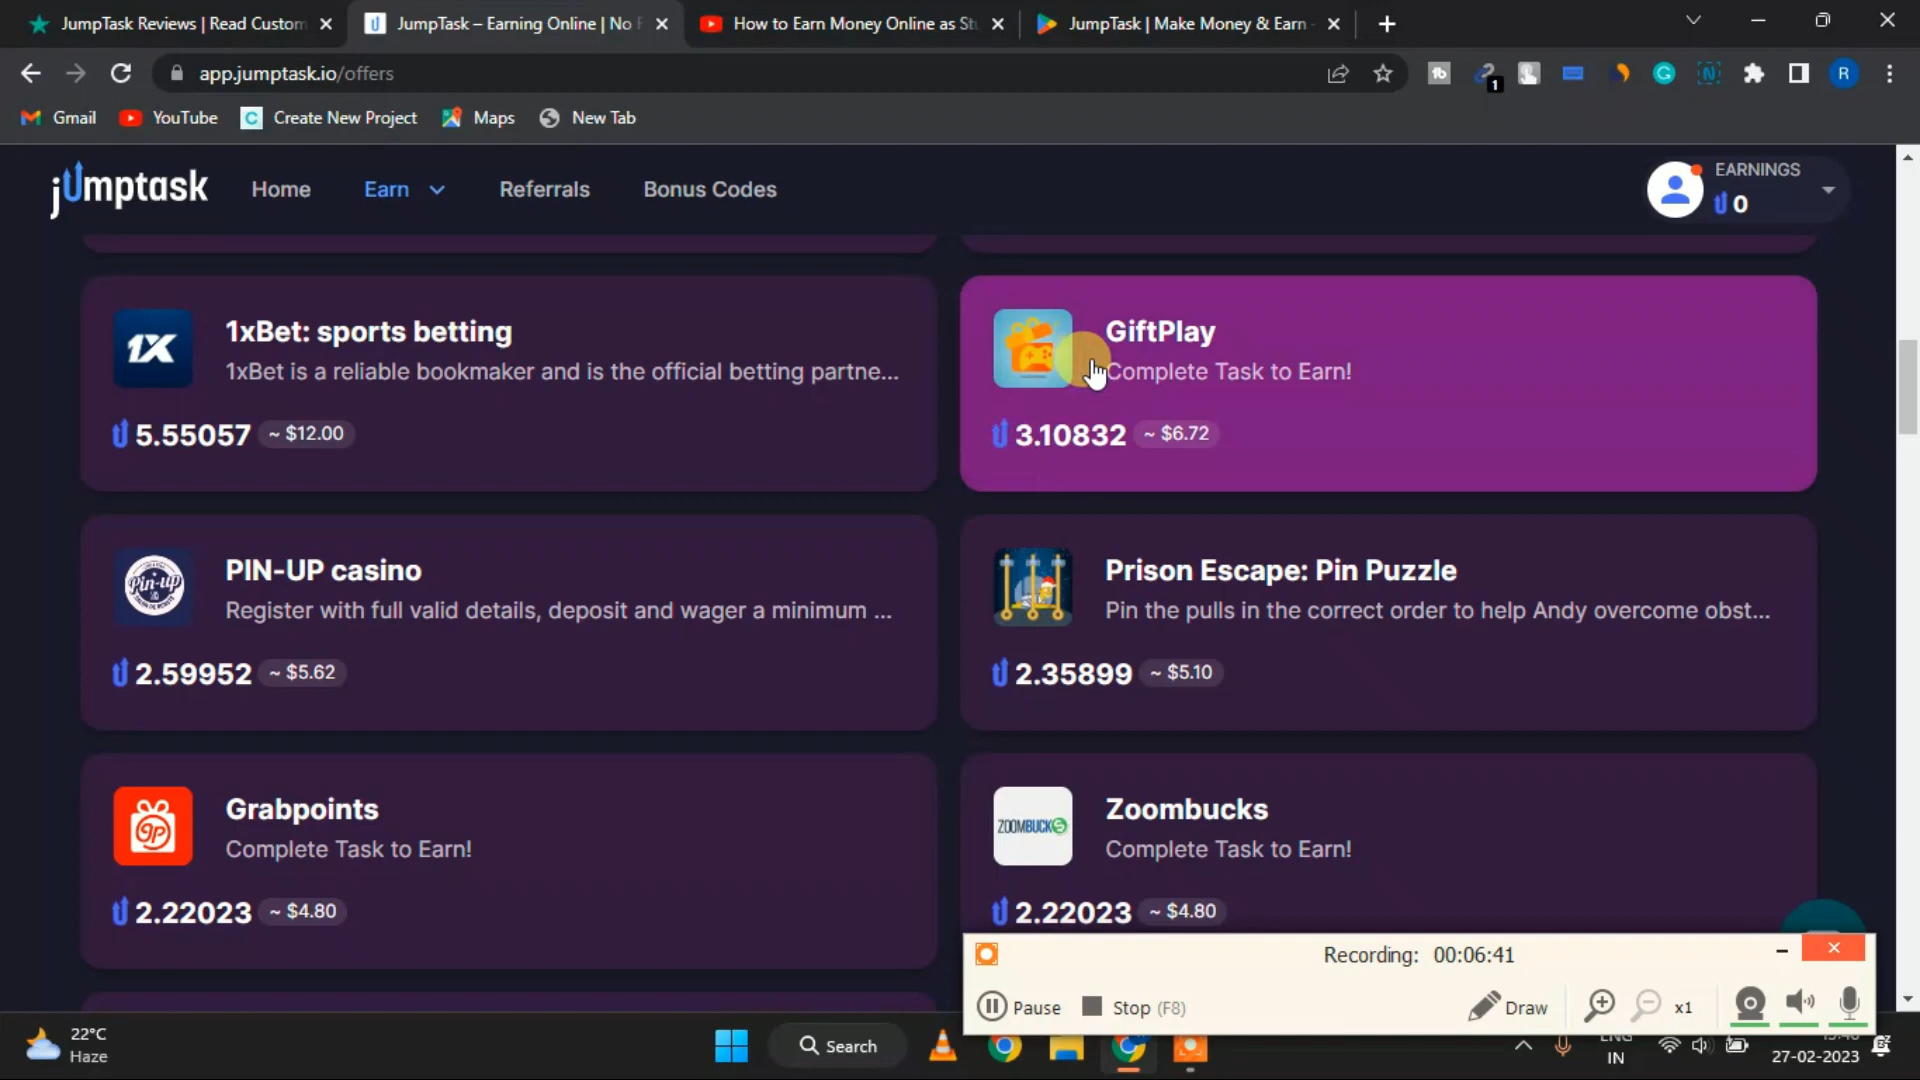 JumpTask Reviews | Read Custom
JumpTask – Earning Online | No F
How to Earn Money Online as Stu
JumpTask | Make Money & Earn -
app.jumptask.io/offers
1
R
Gmail
YouTube
Create New Project
Maps
New Tab
jumptask
Home
Earn
Referrals
Bonus Codes
EARNINGS
0
1xBet: sports betting
1xBet is a reliable bookmaker and is the official betting partne...
5.55057 ~ $12.00
GiftPlay
Complete Task to Earn!
3.10832 ~ $6.72
PIN-UP casino
Register with full valid details, deposit and wager a minimum ...
2.59952 ~ $5.62
Prison Escape: Pin Puzzle
Pin the pulls in the correct order to help Andy overcome obst...
2.35899 ~ $5.10
Grabpoints
Complete Task to Earn!
2.22023 ~ $4.80
ZOOMBUCKS
Zoombucks
Complete Task to Earn!
2.22023 ~ $4.80
Recording: 00:06:41
Pause
Stop (F8)
Draw
x1
22°C
Haze
Search
ENG
IN
27-02-2023